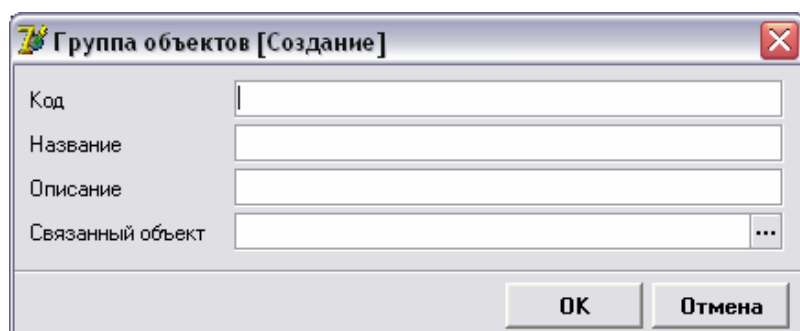 Группа объектов [Создание]
Код
Название
Описание
Связанный объект
...
OK
Отмена